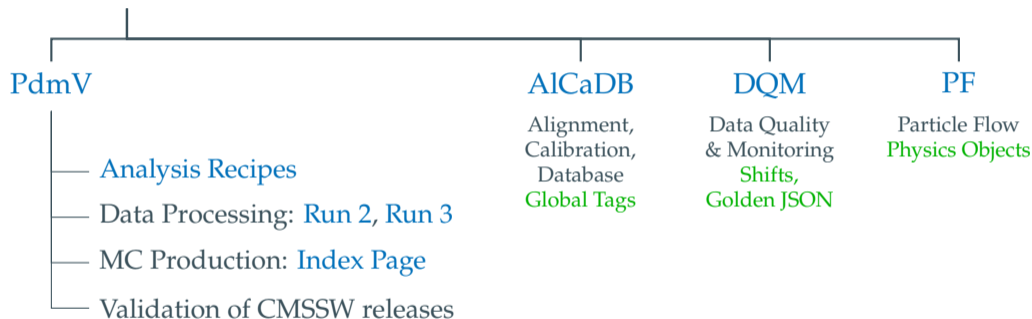 PdmV
Analysis Recipes
Data Processing: Run 2, Run 3
MC Production: Index Page
Validation of CMSSW releases
AlCaDB
Alignment,
Calibration,
Database
Global Tags
DQM
Data Quality
& Monitoring
Shifts,
Golden JSON
PF
Particle Flow
Physics Objects